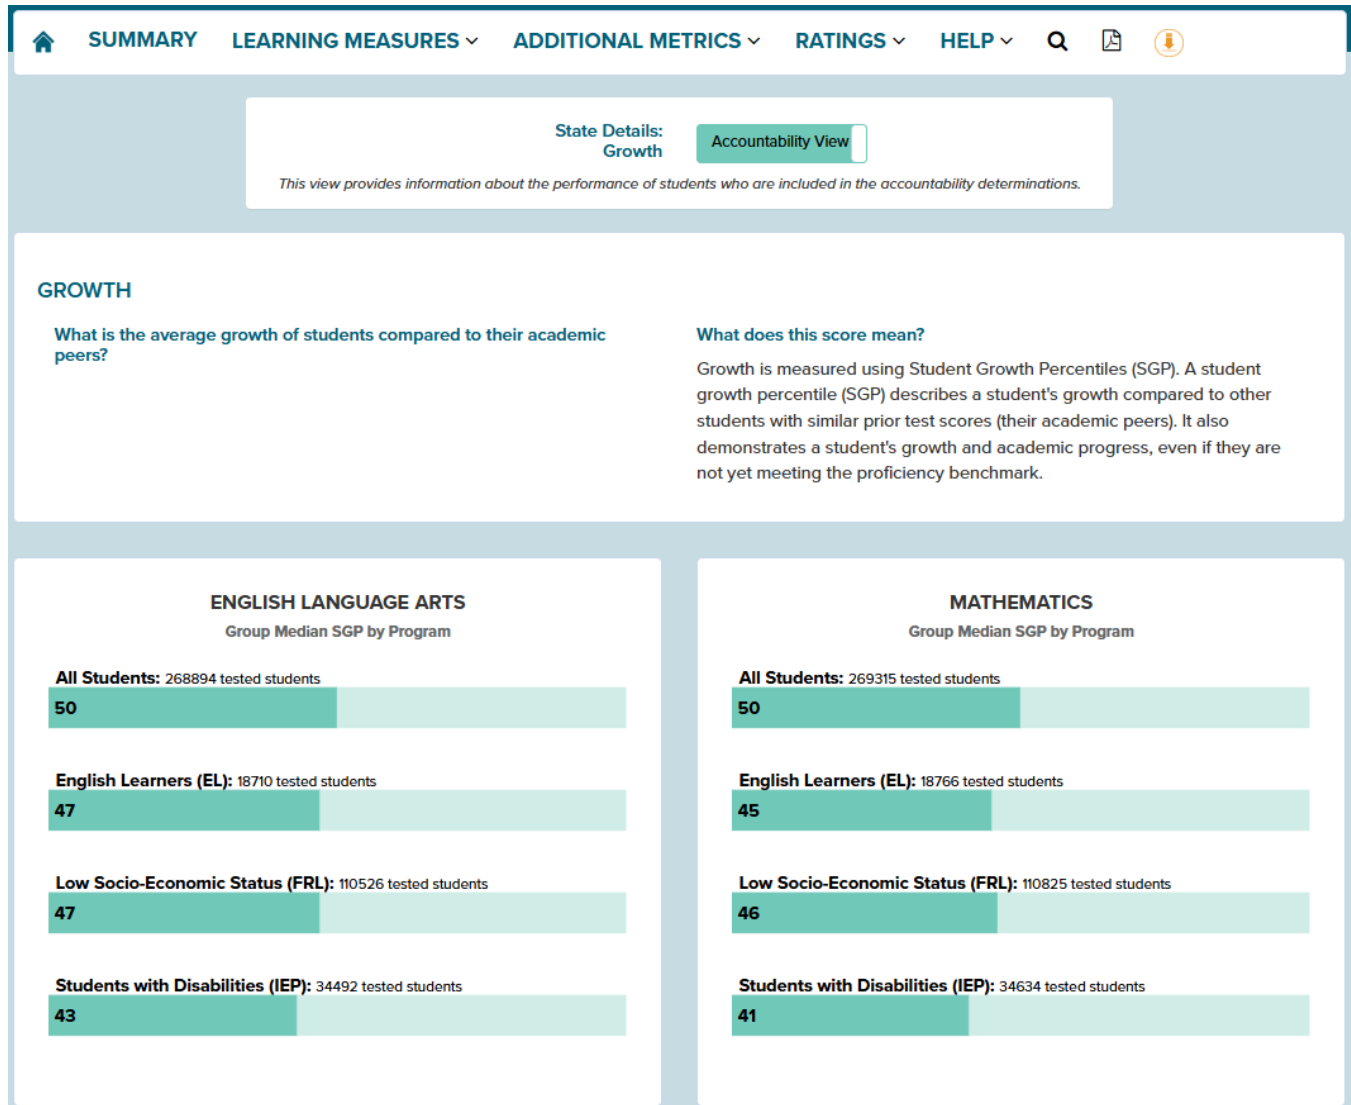 SUMMARY LEARNING MEASURES ADDITIONAL METRICS RATINGS HELP
State Details:
Growth
Accountability View
This view provides information about the performance of students who are included in the accountability determinations.
GROWTH
What is the average growth of students compared to their academic
peers?
What does this score mean?
Growth is measured using Student Growth Percentiles (SGP). A student
growth percentile (SGP) describes a student's growth compared to other
students with similar prior test scores (their academic peers). It also
demonstrates a student's growth and academic progress, even if they are
not yet meeting the proficiency benchmark.
ENGLISH LANGUAGE ARTS
Group Median SGP by Program
All Students: 268894 tested students
50
English Learners (EL): 18710 tested students
47
Low Socio-Economic Status (FRL): 110526 tested students
47
Students with Disabilities (IEP): 34492 tested students
43
MATHEMATICS
Group Median SGP by Program
All Students: 269315 tested students
50
English Learners (EL): 18766 tested students
45
Low Socio-Economic Status (FRL): 110825 tested students
46
Students with Disabilities (IEP): 34634 tested students
41